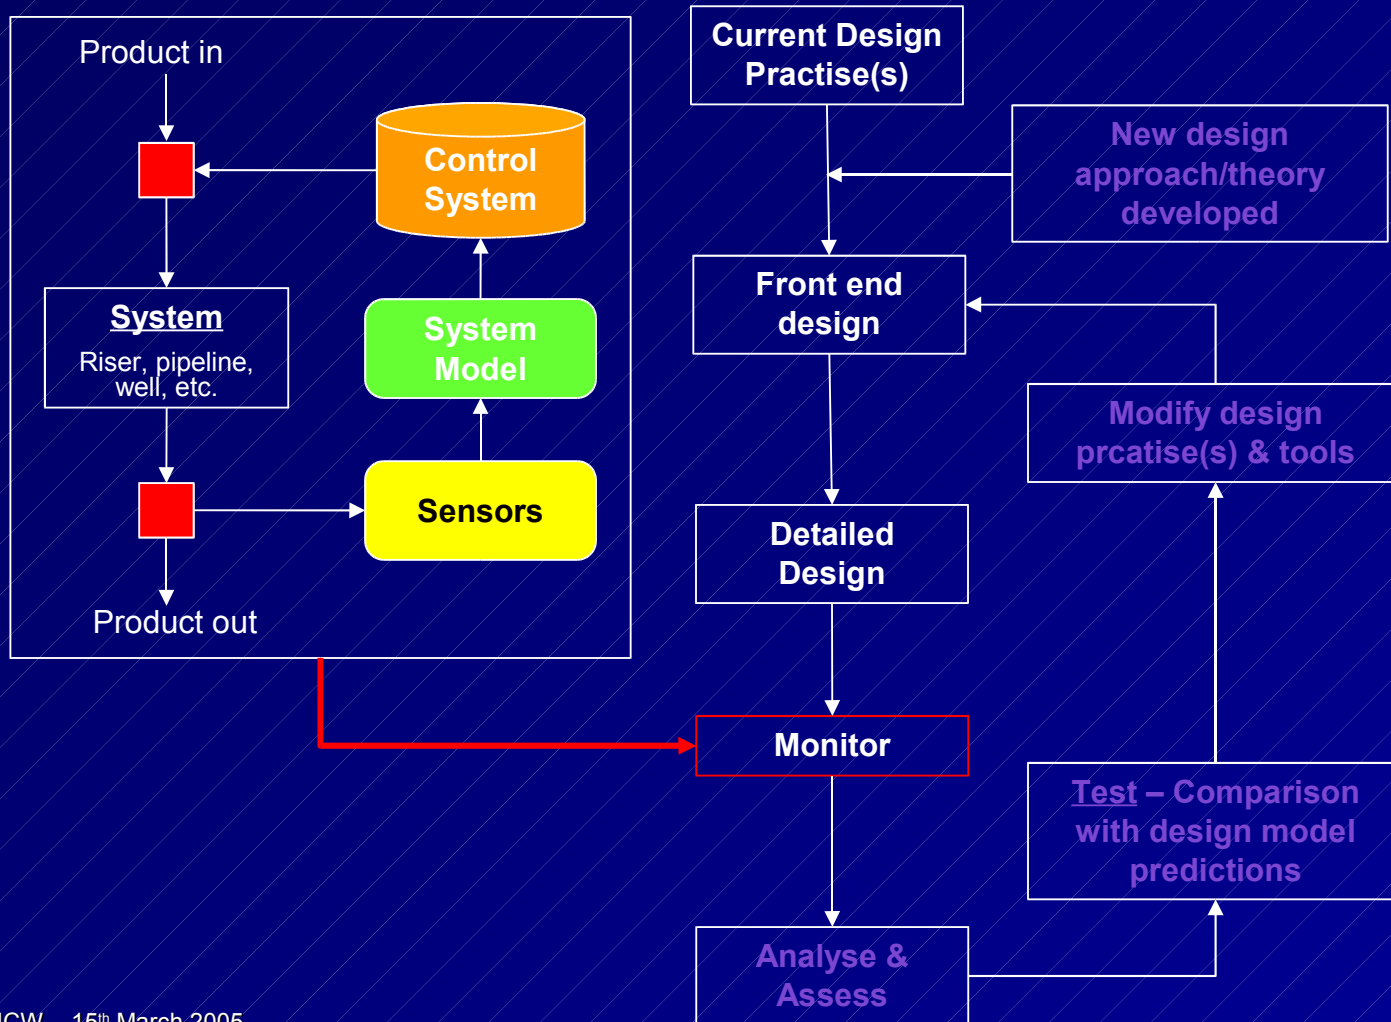 Product in
Control
System
System
Riser, pipeline,
well, etc.
System
Model
Sensors
Product out
Current Design
Practise(s)
New design
approach/theory
developed
Front end
design
Modify design
prcatise(s) & tools
Detailed
Design
Monitor
Test – Comparison
with design model
predictions
Analyse &
Assess
15th March 2005